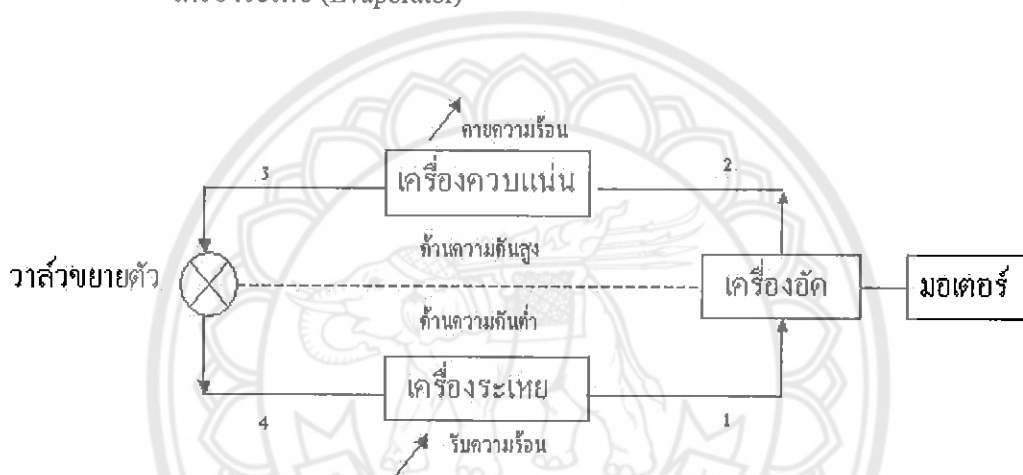 (Evaporator)
คายความร้อน
3
เครื่องควบแน่น
2
ด้านความดันสูง
วาล์วขยายตัว
เครื่องอัด
มอเตอร์
ด้านความดันต่ำ
เครื่องระเหย
4
1
รับความร้อน